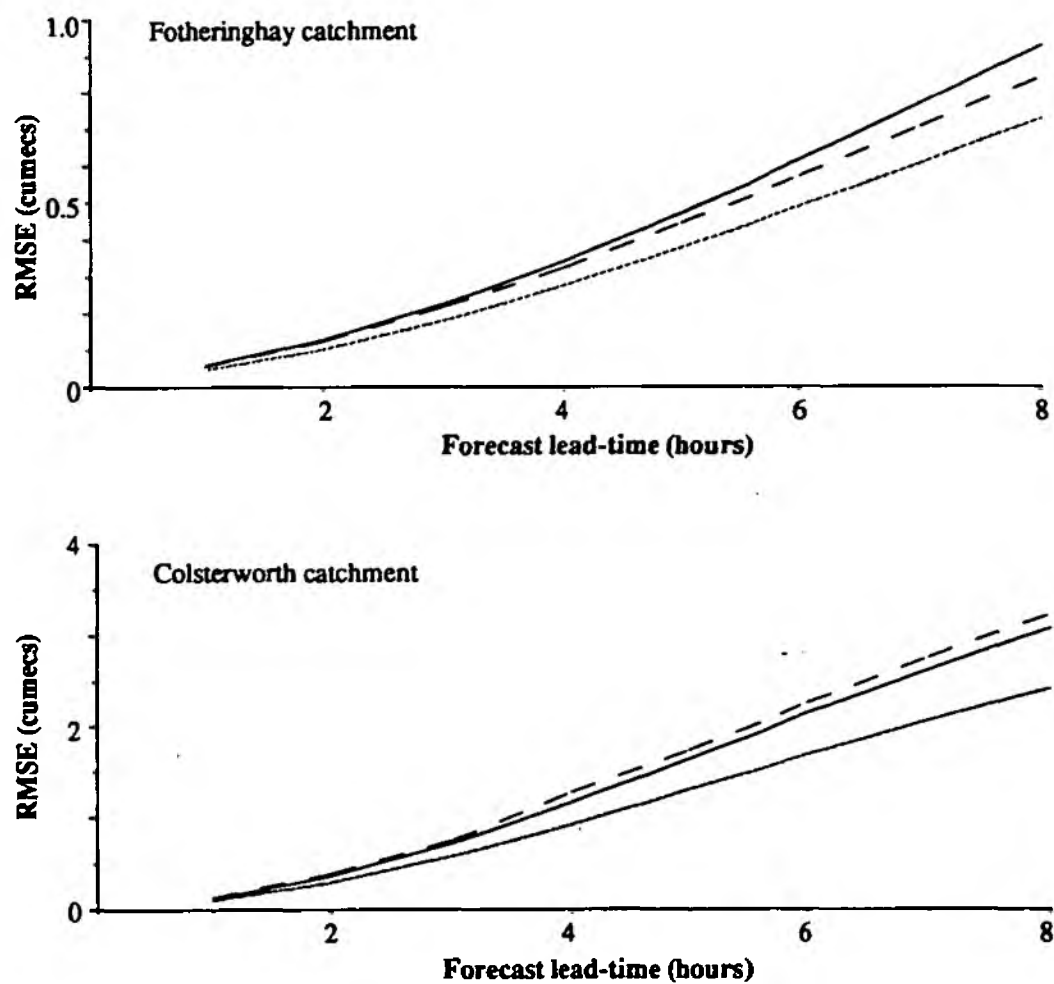 1.0
Fotheringhay catchment
RMSE (cumecs)
0.5
0
2 4 6 8
Forecast lead-time (hours)
4
Colsterworth catchment
RMSE (cumecs)
2
0
2 4 6 8
Forecast lead-time (hours)